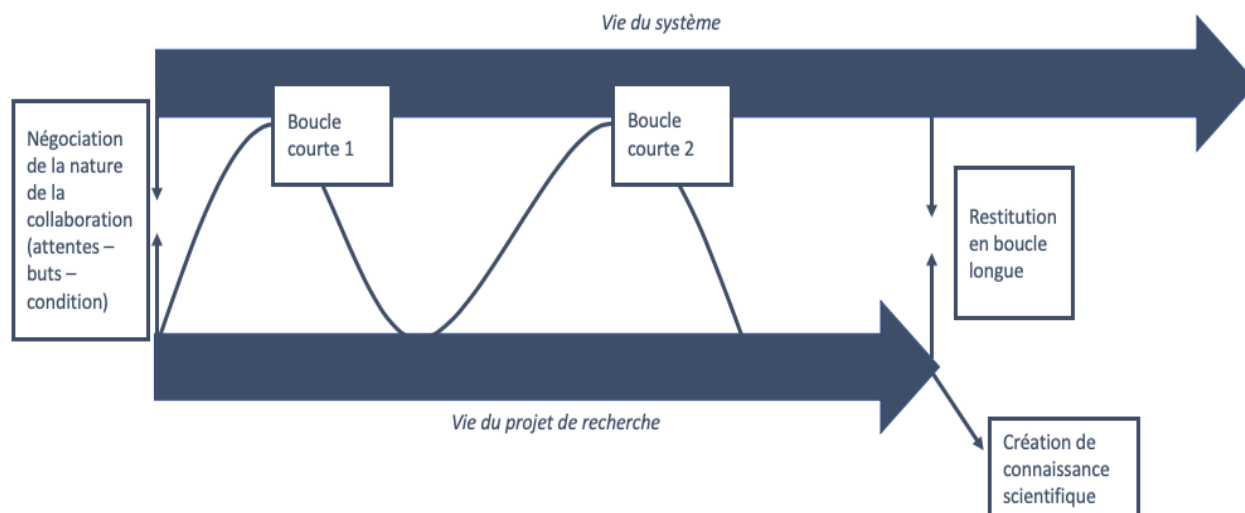 Vie du système
Négociation
de la nature
de la
collaboration
(attentes –
buts –
condition)
Boucle
courte 1
Boucle
courte 2
Restitution
en boucle
longue
Vie du projet de recherche
Création de
connaissance
scientifique